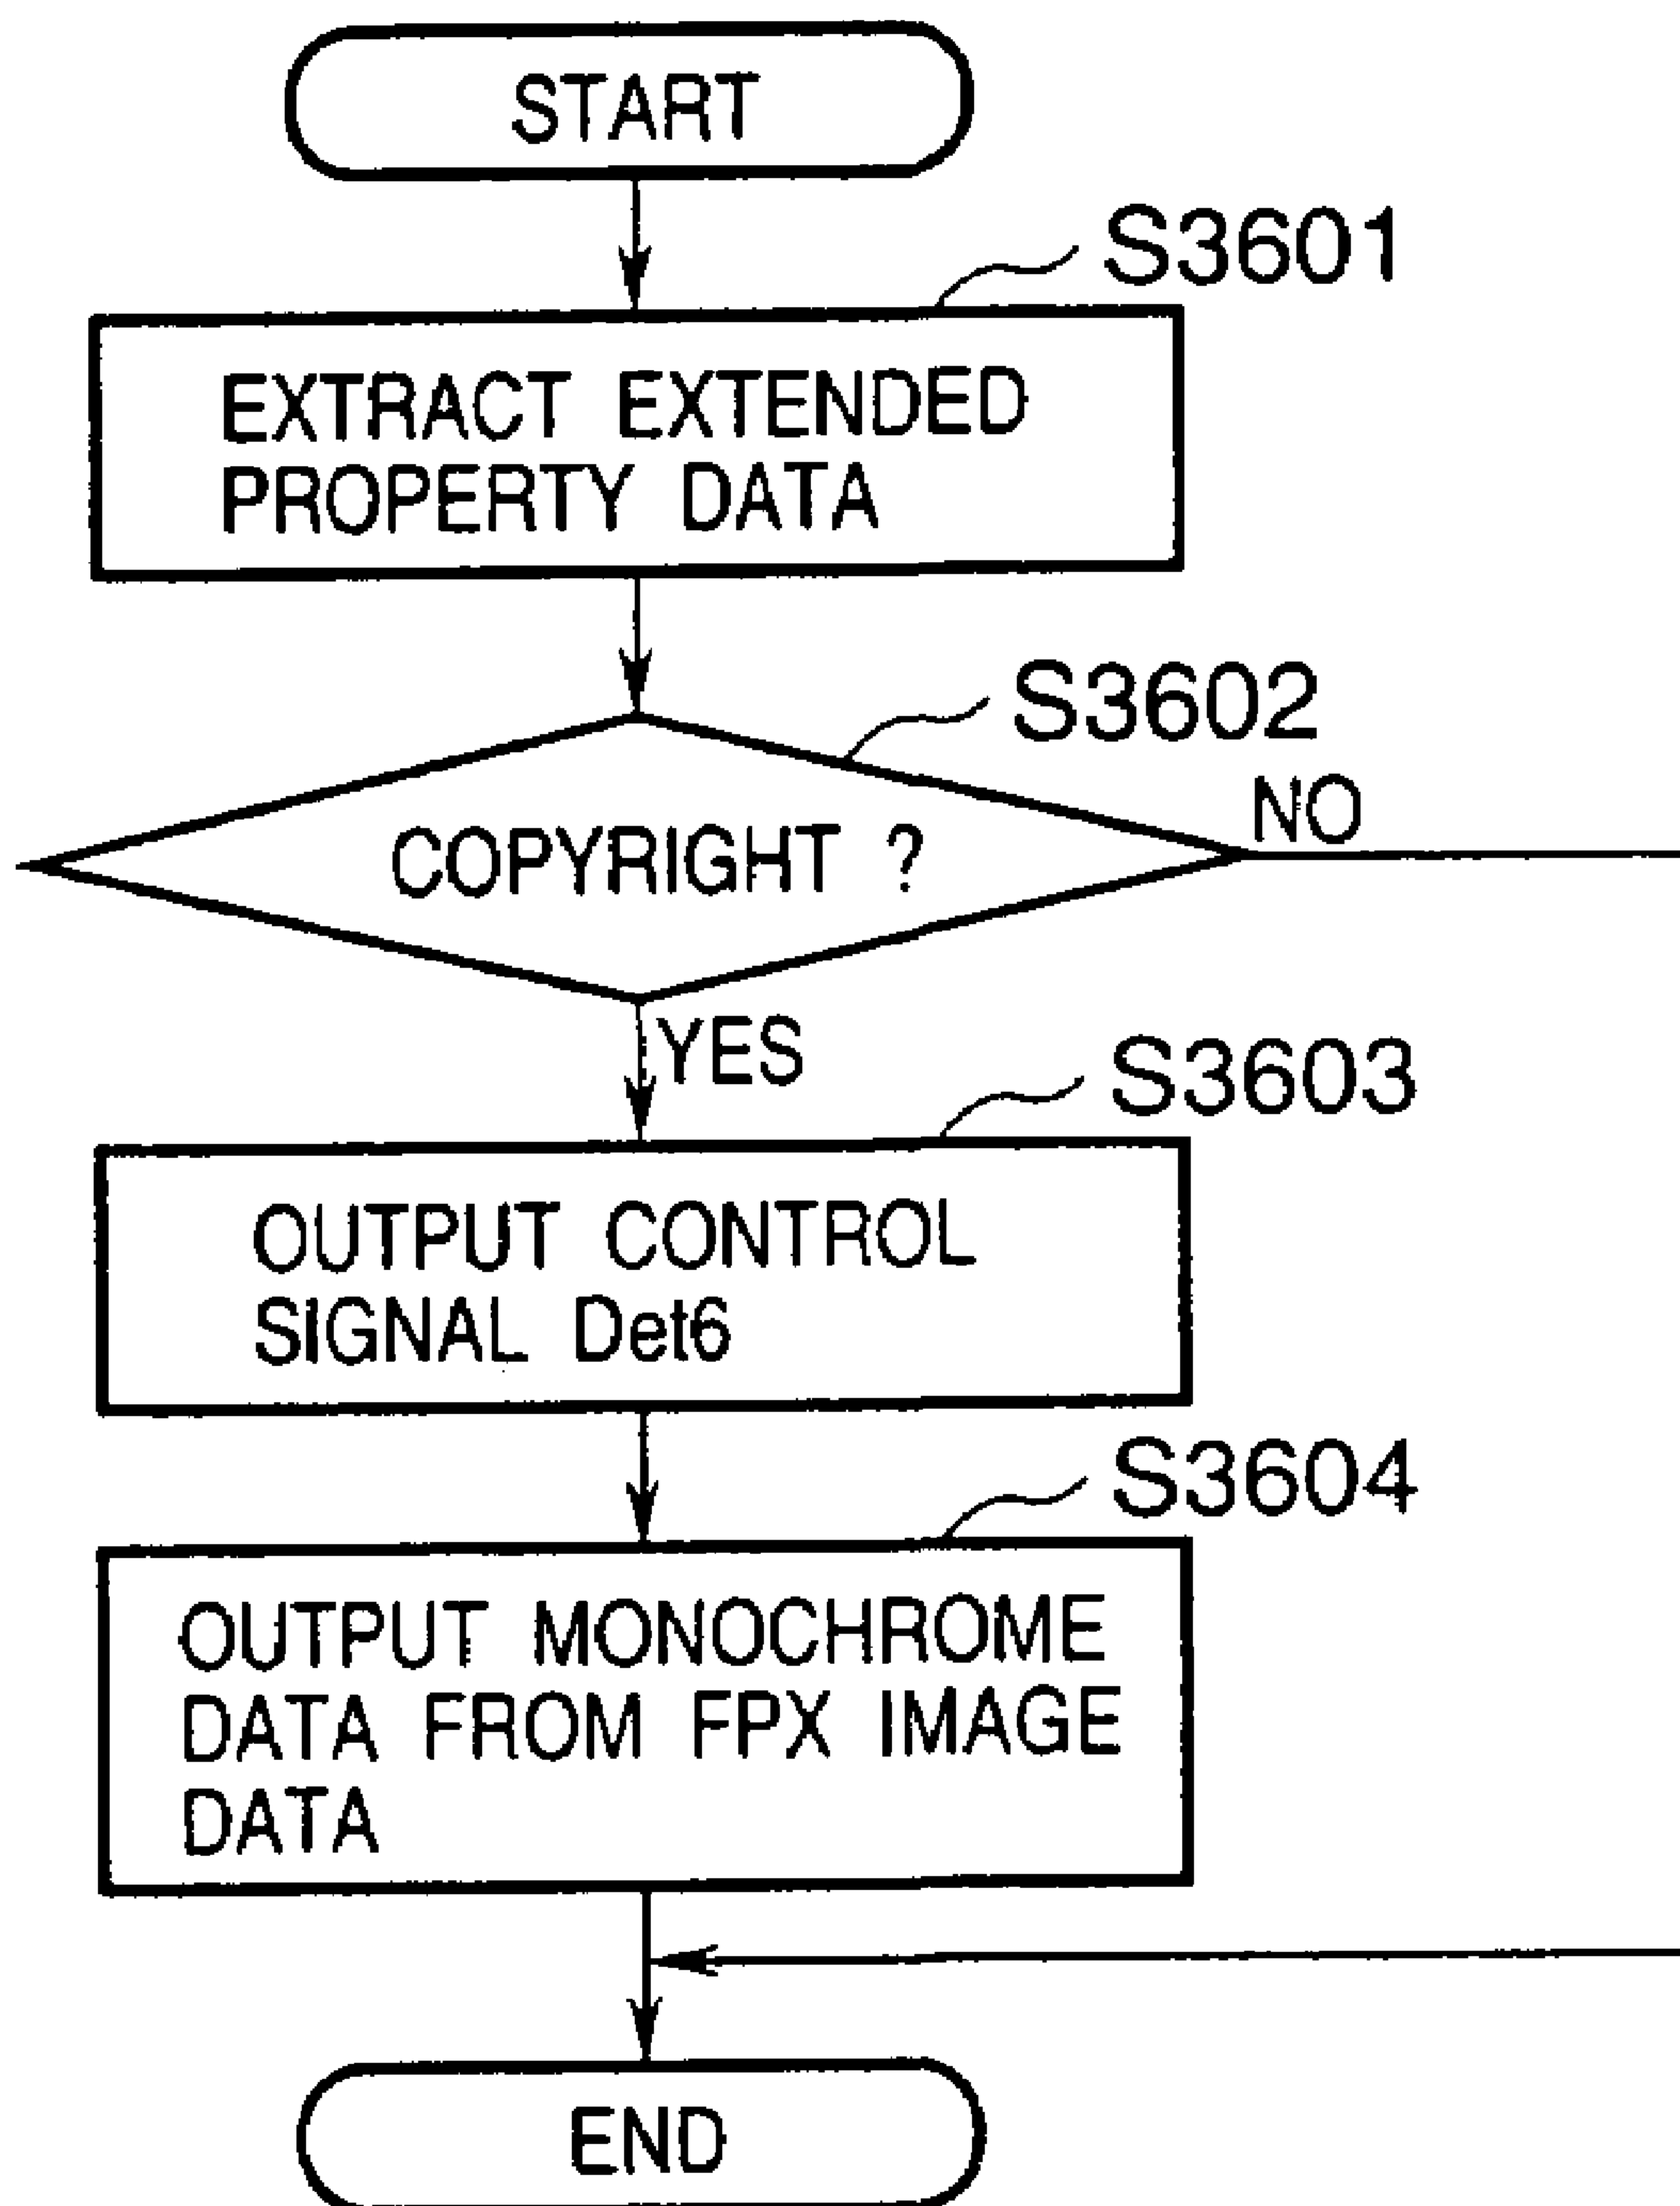 START
S3601
EXTRACT EXTENDED
PROPERTY DATA
S3602
NO
COPYRIGHT ?
YES
S3603
OUTPUT CONTROL
SIGNAL Det6
S3604
OUTPUT MONOCHROME
DATA FROM FPX IMAGE
DATA
END